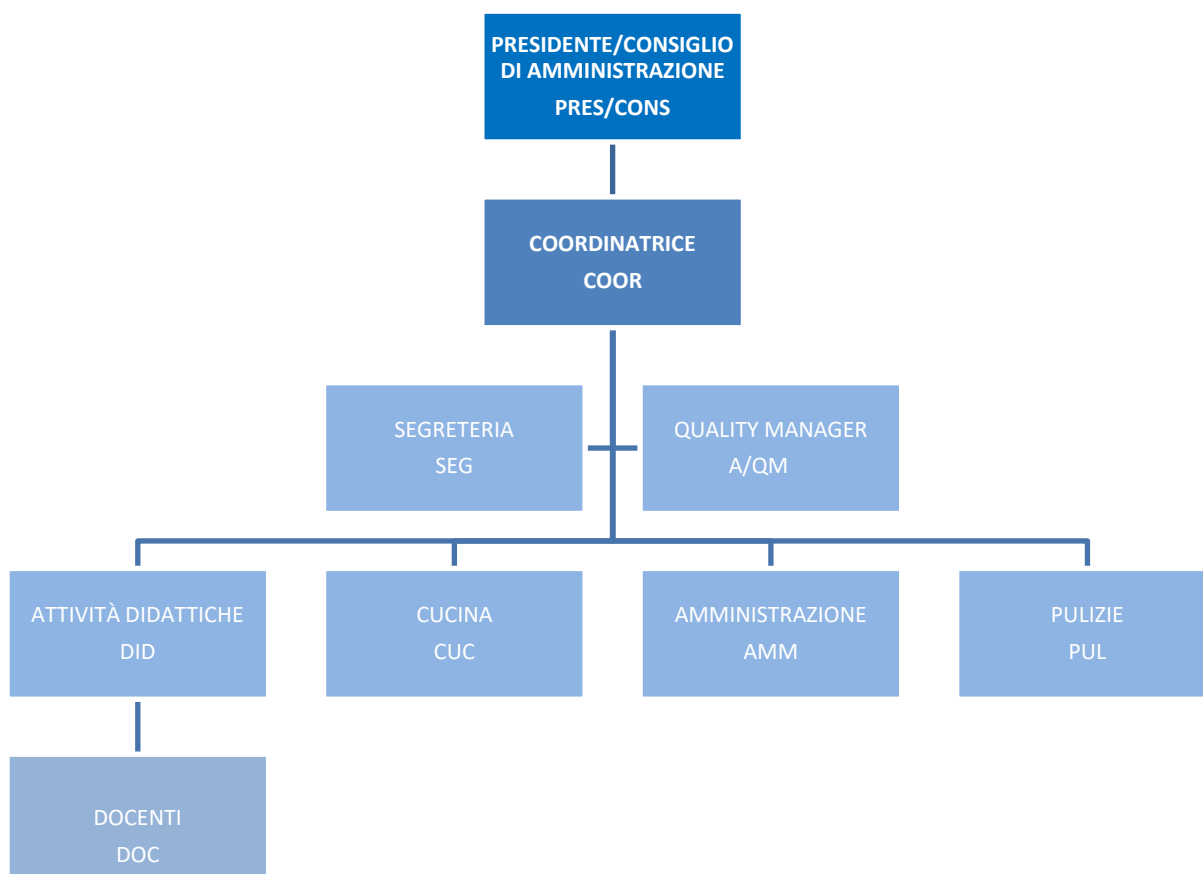 PRESIDENTE/CONSIGLIO
DI AMMINISTRAZIONE
PRES/CONS
COORDINATRICE
COOR
SEGRETERIA
SEG
QUALITY MANAGER
A/QM
ATTIVITÀ DIDATTICHE
DID
CUCINA
CUC
AMMINISTRAZIONE
AMM
PULIZIE
PUL
DOCENTI
DOC